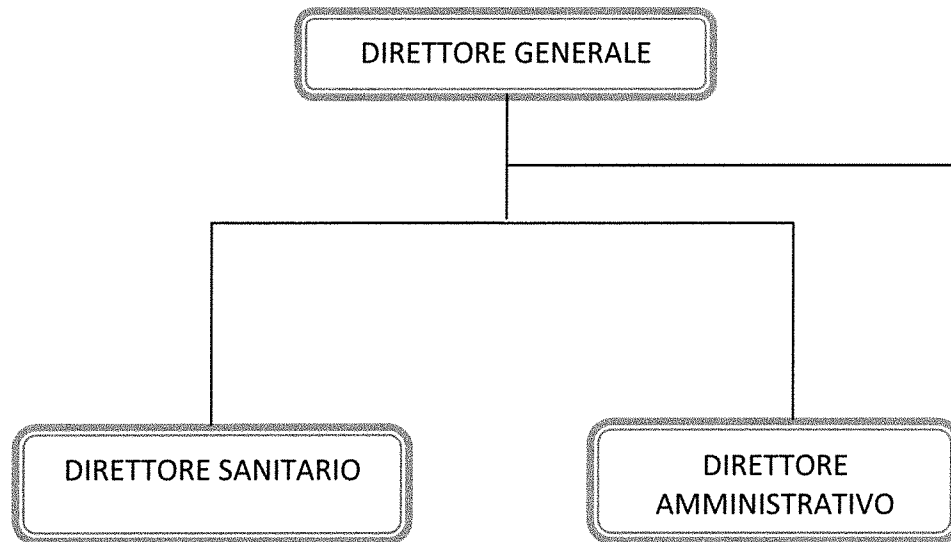 DIRETTORE GENERALE
DIRETTORE SANITARIO
DIRETTORE
AMMINISTRATIVO